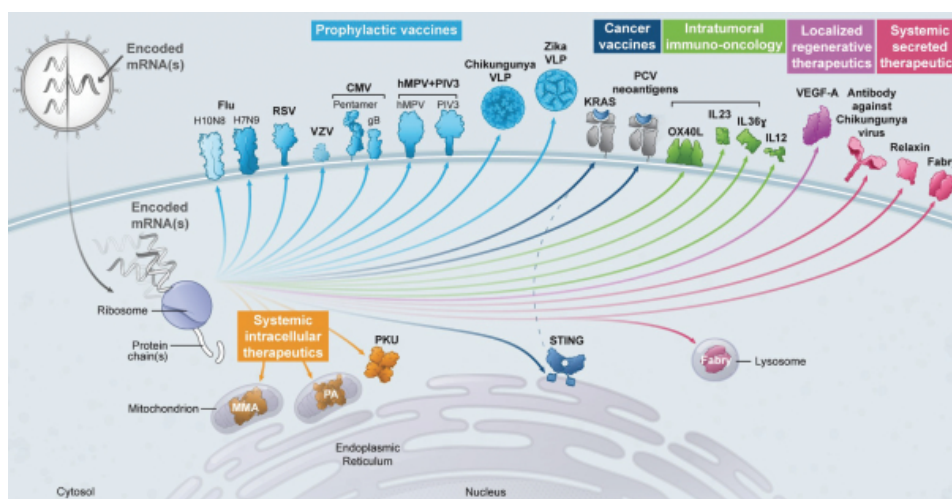 Encoded
mRNA(s)
Prophylactic vaccines
Cancer
vaccines
Intratumoral
immuno-oncology
Localized
regenerative
therapeutics
Systemic
secreted
therapeutic
Flu
H10N8
H7N9
RSV
VZV
CMV
Pentamer
gB
hMPV+PIV3
hMPV
PIV3
Chikungunya
VLP
Zika
VLP
KRAS
PCV
neoantigens
OX40L
IL23
IL36γ
IL12
VEGF-A
Antibody
against
Chikungunya
virus
Relaxin
Fabry
Encoded
mRNA(s)
Ribosome
Protein
chain(s)
Systemic
intracellular
therapeutics
PKU
STING
Fabry
Lysosome
Mitochondrion
MMA
PA
Endoplasmic
Reticulum
Cytosol
Nucleus